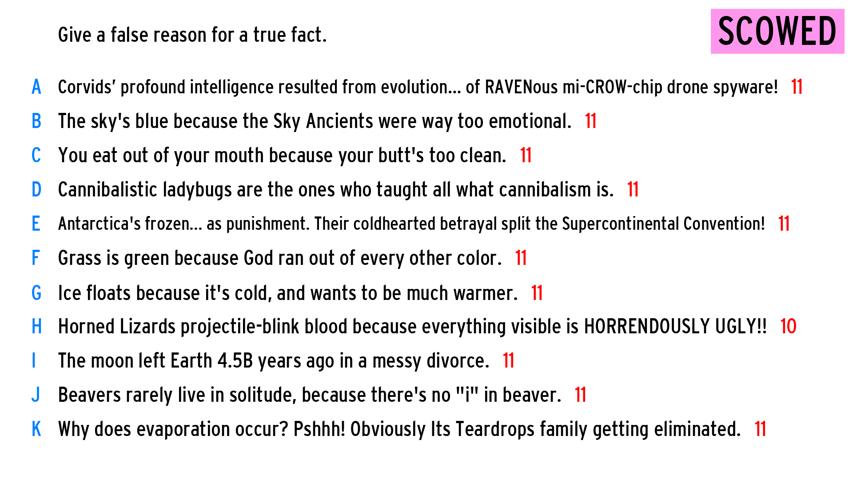 Give a false reason for a true fact.
SCOWED
A Corvids' profound intelligence resulted from evolution... of RAVENous mi-CROW-chip drone spyware! 11
B The sky's blue because the Sky Ancients were way too emotional. 11
C You eat out of your mouth because your butt's too clean. 11
D Cannibalistic ladybugs are the ones who taught all what cannibalism is. 11
E Antarctica's frozen... as punishment. Their coldhearted betrayal split the Supercontinental Convention! 11
F Grass is green because God ran out of every other color. 11
G Ice floats because it's cold, and wants to be much warmer. 11
H Horned Lizards projectile-blink blood because everything visible is HORRENDOUSLY UGLY!! 10
I The moon left Earth 4.5B years ago in a messy divorce. 11
J Beavers rarely live in solitude, because there's no "i" in beaver. 11
K Why does evaporation occur? Pshhh! Obviously Its Teardrops family getting eliminated. 11